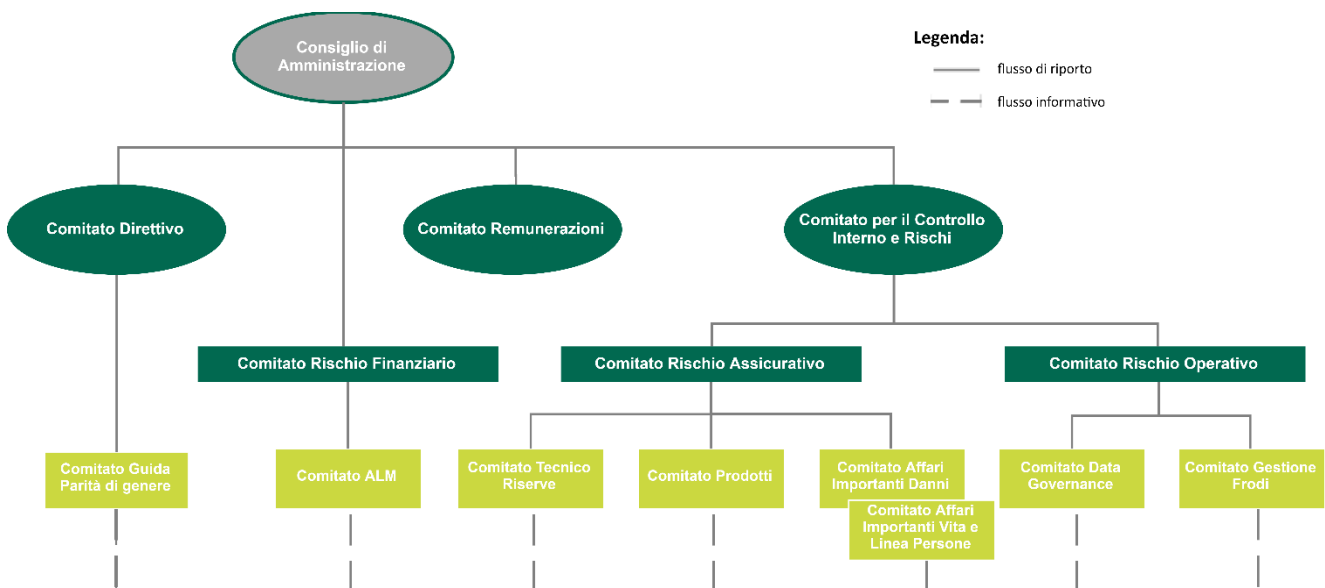 Consiglio di
Amministrazione
Legenda:
flusso di riporto
flusso informativo
Comitato Direttivo
Comitato Remunerazioni
Comitato per il Controllo
Interno e Rischi
Comitato Rischio Finanziario
Comitato Rischio Assicurativo
Comitato Rischio Operativo
Comitato Guida
Parità di genere
Comitato ALM
Comitato Tecnico
Riserve
Comitato Prodotti
Comitato Affari
Importanti Danni
Comitato Affari
Importanti Vita e
Linea Persone
Comitato Data
Governance
Comitato Gestione
Frodi